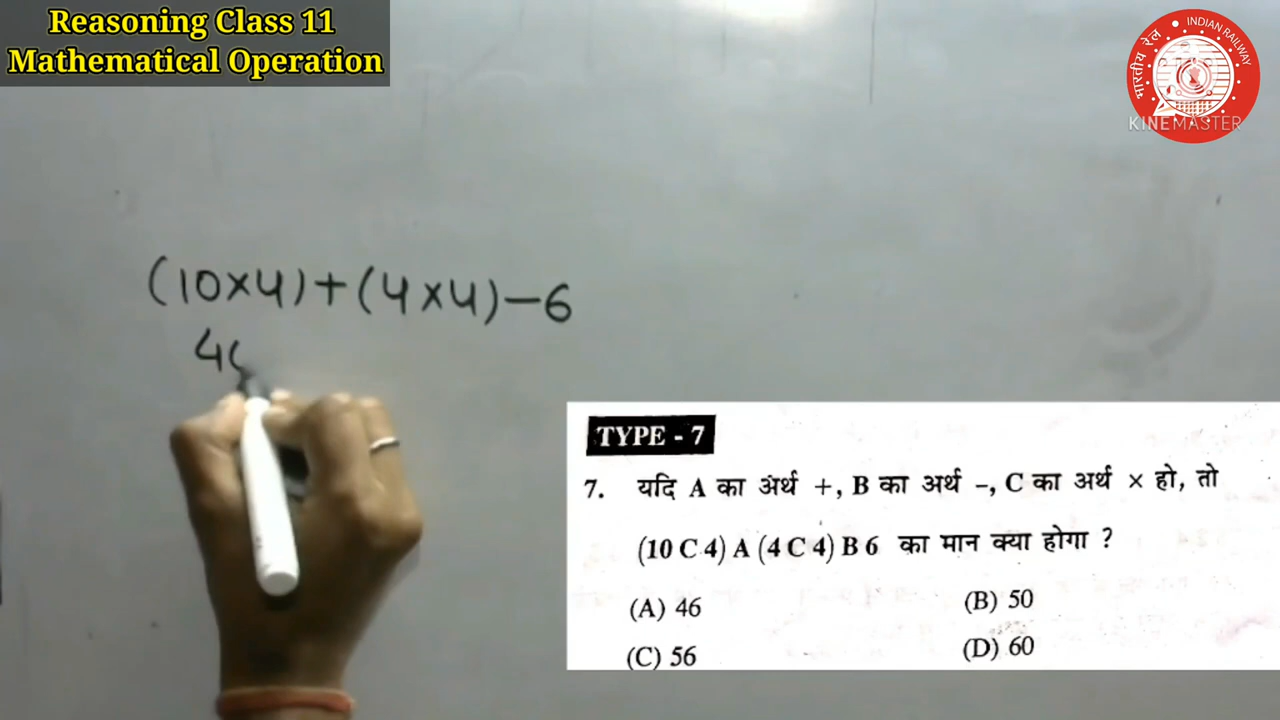 Reasoning Class 11
Mathematical Operation
भारतीय रेल
INDIAN RAILWAY
KINEMASTER
(10×4)+(4×4)−6
40
TYPE - 7
7. यदि A का अर्थ +, B का अर्थ -, C का अर्थ × हो, तो
(10 C 4) A (4 C 4) B 6 का मान क्या होगा ?
(A) 46 (B) 50
(C) 56 (D) 60